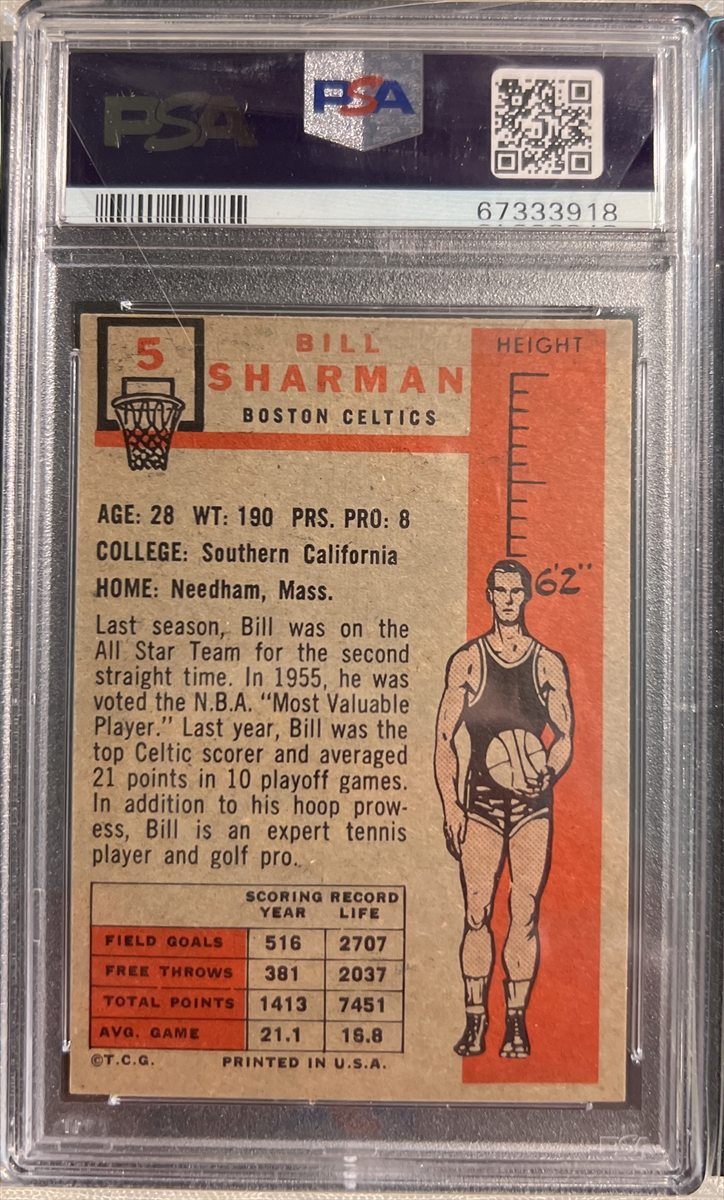 PSA
PSA
67333918
5
BILL
SHARMAN
BOSTON CELTICS
HEIGHT
6'2"
AGE: 28 WT: 190 PRS. PRO: 8
COLLEGE: Southern California
HOME: Needham, Mass.
Last season, Bill was on the
All Star Team for the second
straight time. In 1955, he was
voted the N.B.A. "Most Valuable
Player." Last year, Bill was the
top Celtic scorer and averaged
21 points in 10 playoff games.
In addition to his hoop prow-
ess, Bill is an expert tennis
player and golf pro.
SCORING RECORD
YEAR LIFE
FIELD GOALS 516 2707
FREE THROWS 381 2037
TOTAL POINTS 1413 7451
AVG. GAME 21.1 16.8
©T.C.G. PRINTED IN U.S.A.
PSA